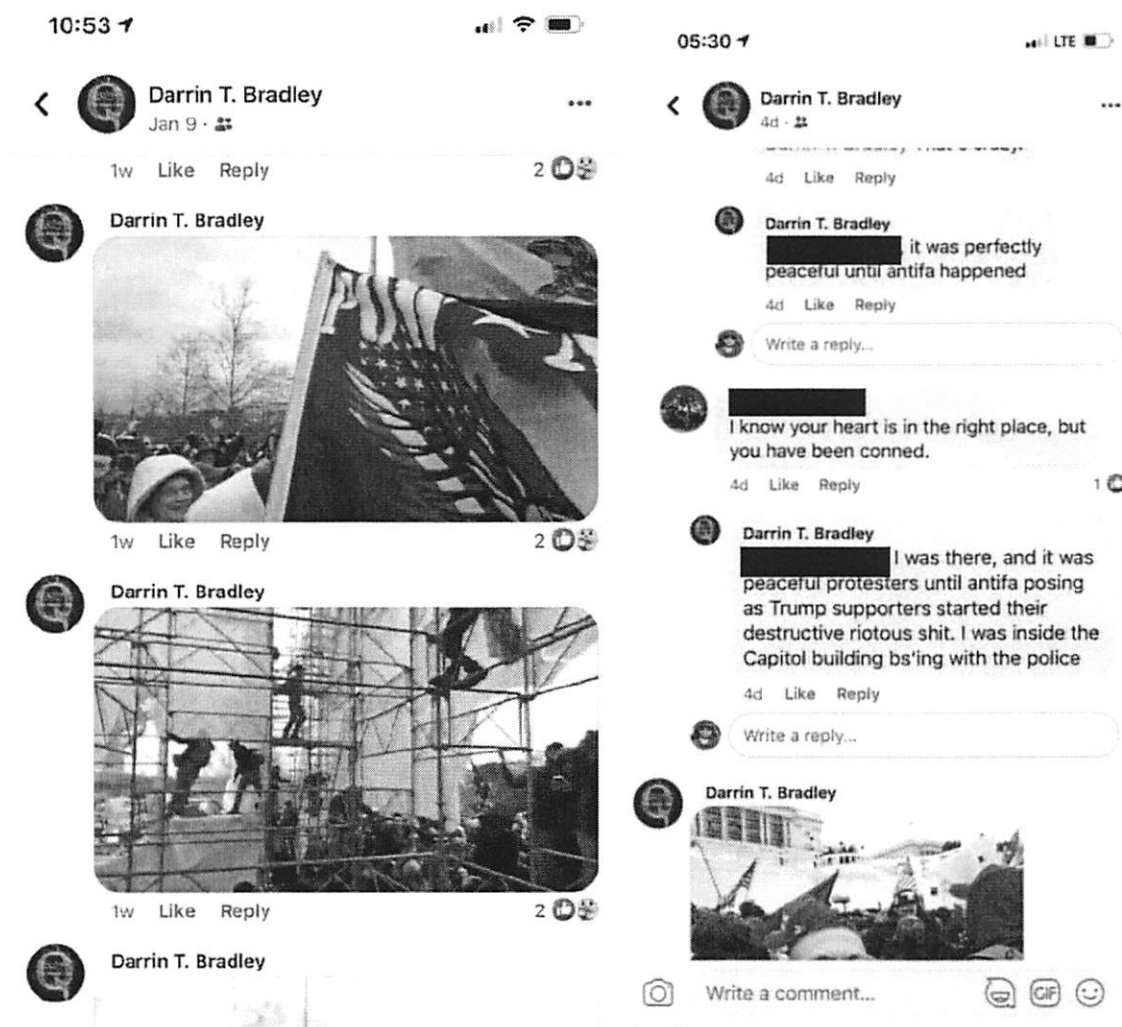 10:53
Darrin T. Bradley
Jan 9 ·
1w Like Reply
2
Darrin T. Bradley
1w Like Reply
2
Darrin T. Bradley
1w Like Reply
2
Darrin T. Bradley
05:30
LTE
Darrin T. Bradley
4d ·
4d Like Reply
Darrin T. Bradley
, it was perfectly
peaceful until antifa happened
4d Like Reply
Write a reply...
I know your heart is in the right place, but
you have been conned.
4d Like Reply
1
Darrin T. Bradley
I was there, and it was
peaceful protesters until antifa posing
as Trump supporters started their
destructive riotous shit. I was inside the
Capitol building bs'ing with the police
4d Like Reply
Write a reply...
Darrin T. Bradley
Write a comment...
GIF